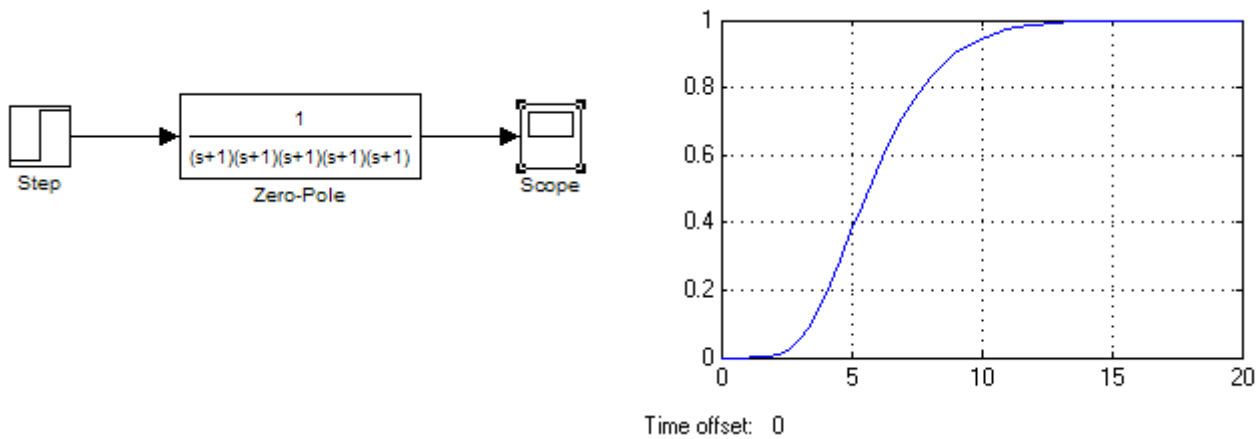 1
(s+1)(s+1)(s+1)(s+1)(s+1)
Step
Zero-Pole
Scope
1
0.8
0.6
0.4
0.2
0
0 5 10 15 20
Time offset: 0